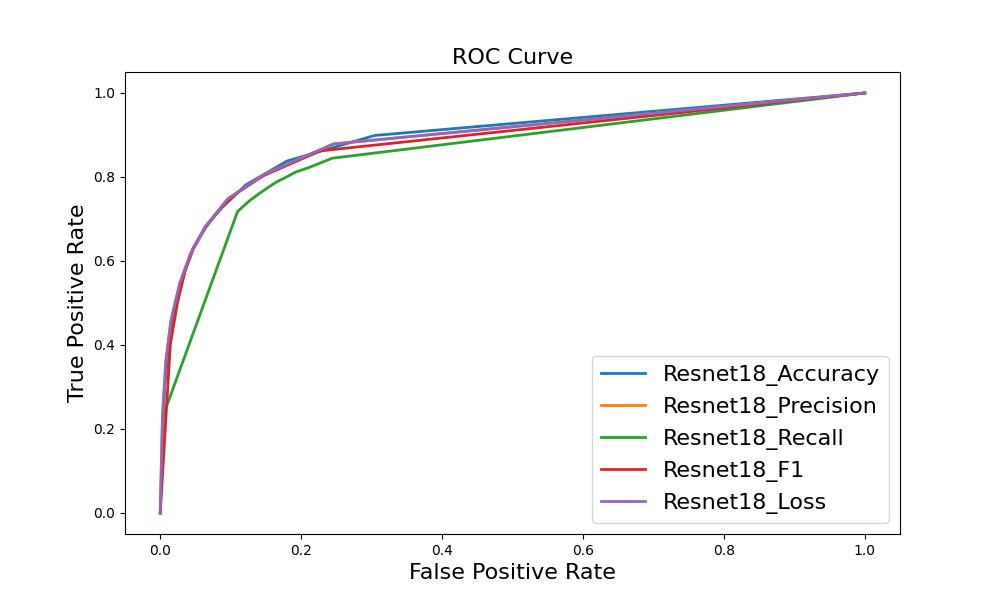 ROC Curve
True Positive Rate
1.0
0.8
0.6
0.4
0.2
0.0
Resnet18_Accuracy
Resnet18_Precision
Resnet18_Recall
Resnet18_F1
Resnet18_Loss
0.0 0.2 0.4 0.6 0.8 1.0
False Positive Rate